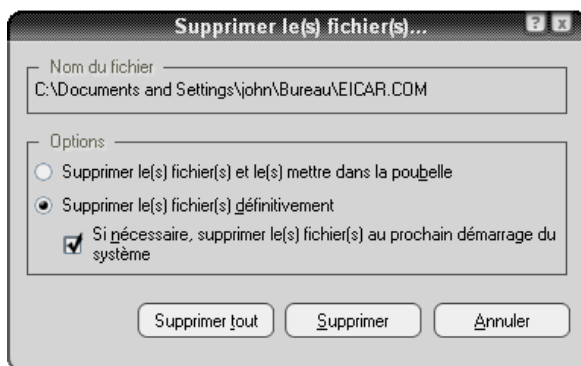 Supprimer le(s) fichier(s)...
? x
Nom du fichier
C:\Documents and Settings\john\Bureau\EICAR.COM
Options
Supprimer le(s) fichier(s) et le(s) mettre dans la poubelle
Supprimer le(s) fichier(s) définitivement
Si nécessaire, supprimer le(s) fichier(s) au prochain démarrage du
système
Supprimer tout
Supprimer
Annuler